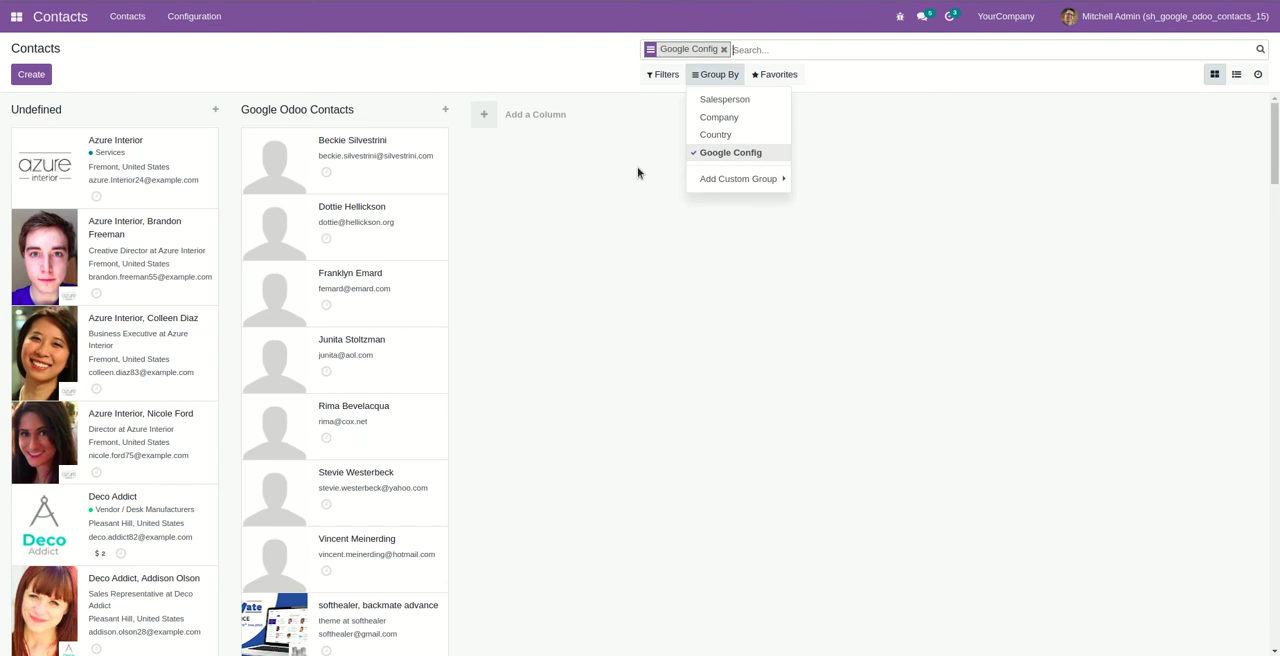 Contacts
Contacts
Configuration
5
3
YourCompany
Mitchell Admin (sh_google_odoo_contacts_15)
Contacts
Google Config
Search...
Create
Filters
Group By
Favorites
Salesperson
Company
Country
Google Config
Add Custom Group
Undefined
azure
interior
Azure Interior
Services
Fremont, United States
azure.Interior24@example.com
Azure Interior, Brandon
Freeman
Creative Director at Azure Interior
Fremont, United States
brandon.freeman55@example.com
Azure Interior, Colleen Diaz
Business Executive at Azure
Interior
Fremont, United States
colleen.diaz83@example.com
Azure Interior, Nicole Ford
Director at Azure Interior
Fremont, United States
nicole.ford75@example.com
Deco
Addict
Deco Addict
Vendor / Desk Manufacturers
Pleasant Hill, United States
deco.addict82@example.com
$ 2
Deco Addict, Addison Olson
Sales Representative at Deco
Addict
Pleasant Hill, United States
addison.olson28@example.com
Google Odoo Contacts
Beckie Silvestrini
beckie.silvestrini@silvestrini.com
Dottie Hellickson
dottie@hellickson.org
Franklyn Emard
femard@emard.com
Junita Stoltzman
junita@aol.com
Rima Bevelacqua
rima@cox.net
Stevie Westerbeck
stevie.westerbeck@yahoo.com
Vincent Meinerding
vincent.meinerding@hotmail.com
softhealer, backmate advance
theme at softhealer
softhealer@gmail.com
Add a Column